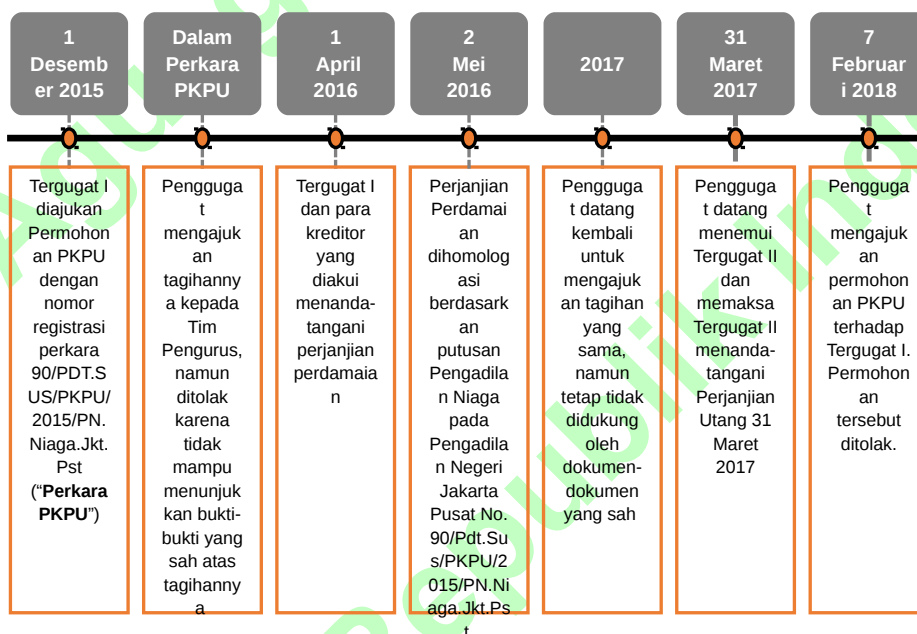 1
Desemb
er 2015
Dalam
Perkara
PKPU
1
April
2016
2
Mei
2016
2017
31
Maret
2017
7
Februar
i 2018
Tergugat I
diajukan
Permohon
an PKPU
dengan
nomor
registrasi
perkara
90/PDT.S
US/PKPU/
2015/PN.
Niaga.Jkt.
Pst
(“Perkara
PKPU”)
Pengguga
t
mengajuk
an
tagihanny
a kepada
Tim
Pengurus,
namun
ditolak
karena
tidak
mampu
menunjuk
kan bukti-
bukti yang
sah atas
tagihanny
a
Tergugat I
dan para
kreditor
yang
diakui
menanda-
tangani
perjanjian
perdamaia
n
Perjanjian
Perdamai
an
dihomolog
asi
berdasark
an
putusan
Pengadila
n Niaga
pada
Pengadila
n Negeri
Jakarta
Pusat No.
90/Pdt.Su
s/PKPU/2
015/PN.Ni
aga.Jkt.Ps
t
Pengguga
t datang
kembali
untuk
mengajuk
an tagihan
yang
sama,
namun
tetap tidak
didukung
oleh
dokumen-
dokumen
yang sah
Pengguga
t datang
menemui
Tergugat II
dan
memaksa
Tergugat II
menanda-
tangani
Perjanjian
Utang 31
Maret
2017
Pengguga
t
mengajuk
an
permohon
an PKPU
terhadap
Tergugat I.
Permohon
an
tersebut
ditolak.
Republik